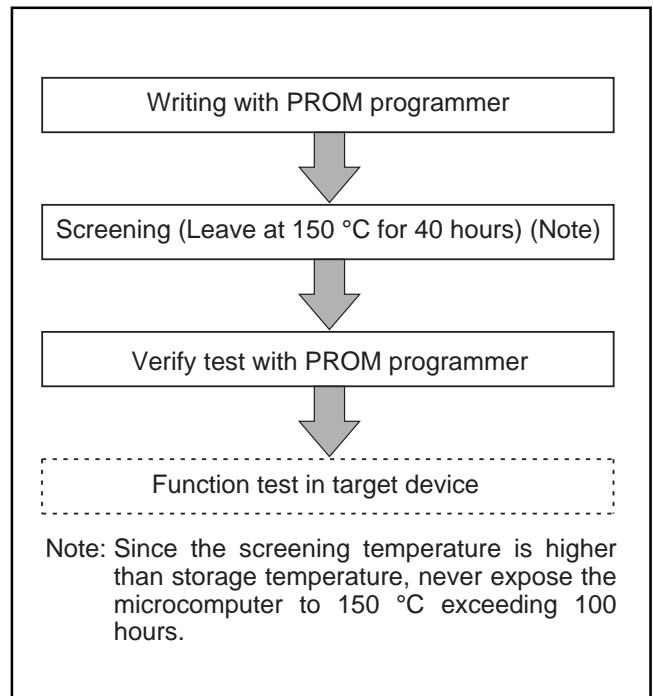 Writing with PROM programmer
Screening (Leave at 150 °C for 40 hours) (Note)
Verify test with PROM programmer
Function test in target device
Note: Since the screening temperature is higher
than storage temperature, never expose the
microcomputer to 150 °C exceeding 100
hours.